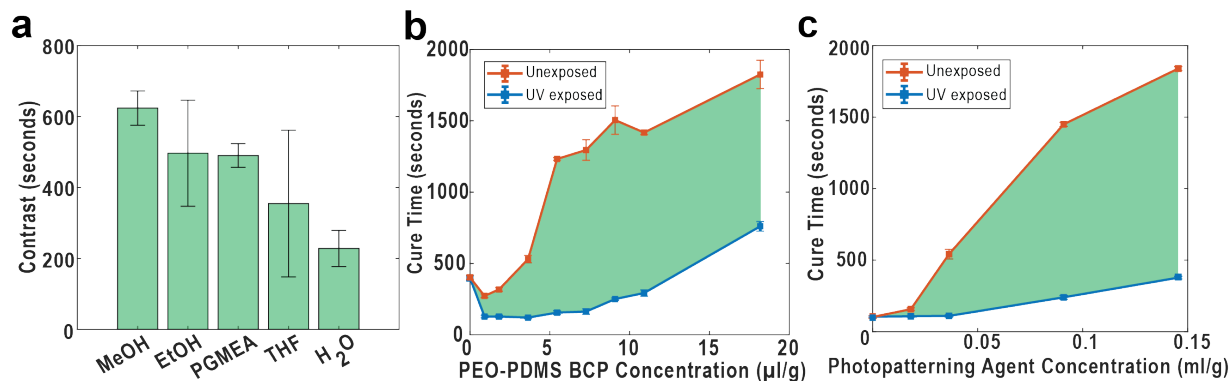 a
Contrast (seconds)
800
600
400
200
0
MeOH
EtOH
PGMEA
THF
H2O
b
Cure Time (seconds)
2000
1500
1000
500
0
Unexposed
UV exposed
0 5 10 15 20
PEO-PDMS BCP Concentration (µl/g)
c
Cure Time (seconds)
2000
1500
1000
500
0
Unexposed
UV exposed
0 0.05 0.1 0.15
Photopatterning Agent Concentration (ml/g)